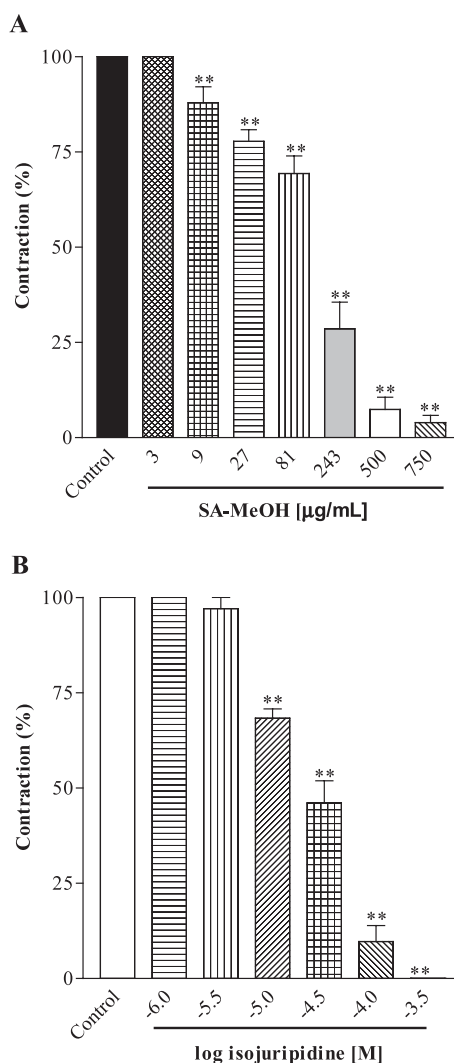 A
100
75
50
25
0
Contraction (%)
** ** ** ** ** **
Control 3 9 27 81 243 500 750
SA-MeOH [µg/mL]
B
100
75
50
25
0
Contraction (%)
** ** ** **
Control -6.0 -5.5 -5.0 -4.5 -4.0 -3.5
log isojuripidine [M]